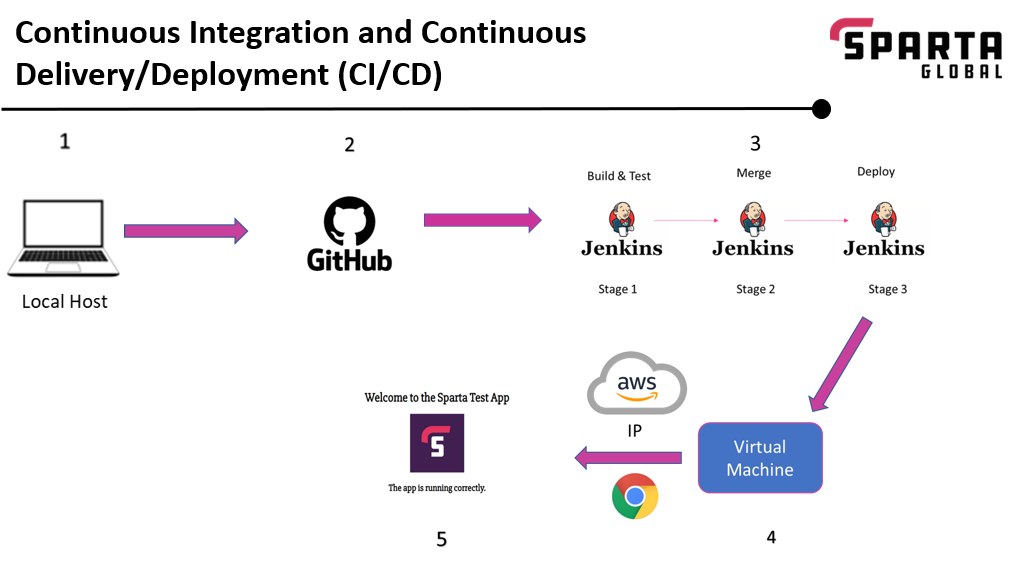 Continuous Integration and Continuous
Delivery/Deployment (CI/CD)
SPARTA
GLOBAL
1
2
3
Build & Test
Merge
Deploy
GitHub
Jenkins
Jenkins
Jenkins
Local Host
Stage 1
Stage 2
Stage 3
aws
Welcome to the Sparta Test App
IP
S
Virtual
Machine
The app is running correctly.
5
4